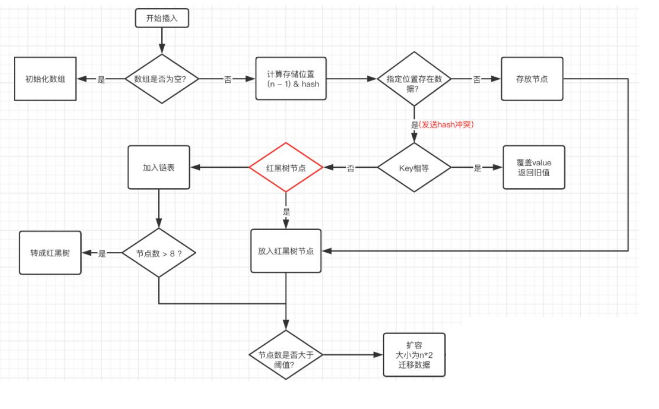 开始插入
初始化数组
是
数组是否为空?
否
计算存储位置
(n - 1) & hash
指定位置存在数
据?
否
存放节点
是(发送hash冲突)
加入链表
红黑树节点
否
Key相等
是
覆盖value
返回旧值
是
转成红黑树
是
节点数 > 8 ?
放入红黑树节点
节点数是否大于
阈值?
扩容
大小为n*2
迁移数据